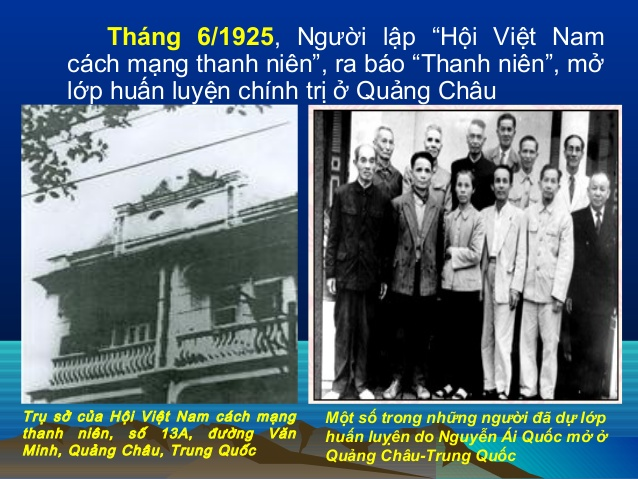 Tháng 6/1925, Người lập “Hội Việt Nam
cách mạng thanh niên”, ra báo “Thanh niên”, mở
lớp huấn luyện chính trị ở Quảng Châu
Trụ sở của Hội Việt Nam cách mạng
thanh niên, số 13A, đường Văn
Minh, Quảng Châu, Trung Quốc
Một số trong những người đã dự lớp
huấn luyện do Nguyễn Ái Quốc mở ở
Quảng Châu-Trung Quốc